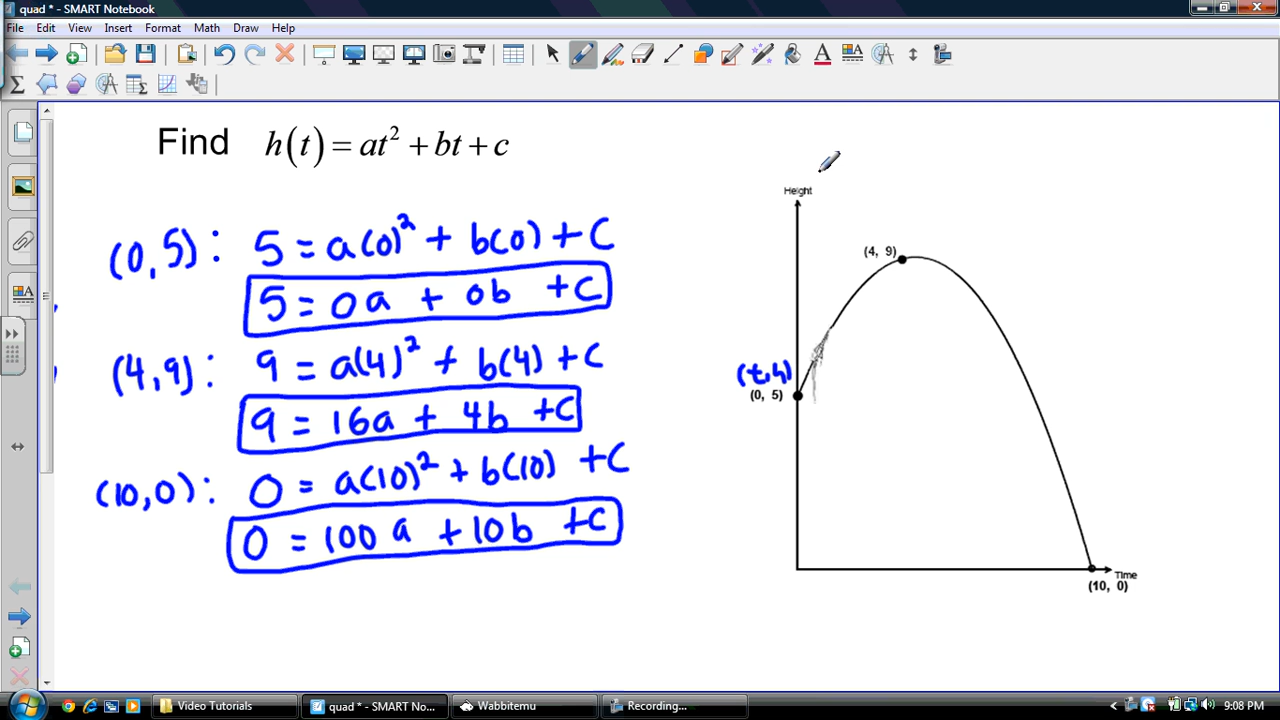 quad * - SMART Notebook
File Edit View Insert Format Math Draw Help
Find h(t) = at² + bt + c
(0,5): 5 = a(0)² + b(0) + C
5 = 0a + 0b + C
(4,9): 9 = a(4)² + b(4) + C
9 = 16a + 4b + C
(10,0): 0 = a(10)² + b(10) + C
0 = 100a + 10b + C
Height
(4, 9)
(t,h)
(0, 5)
Time
(10, 0)
Video Tutorials quad * - SMART No... Wabbitemu Recording... 9:08 PM